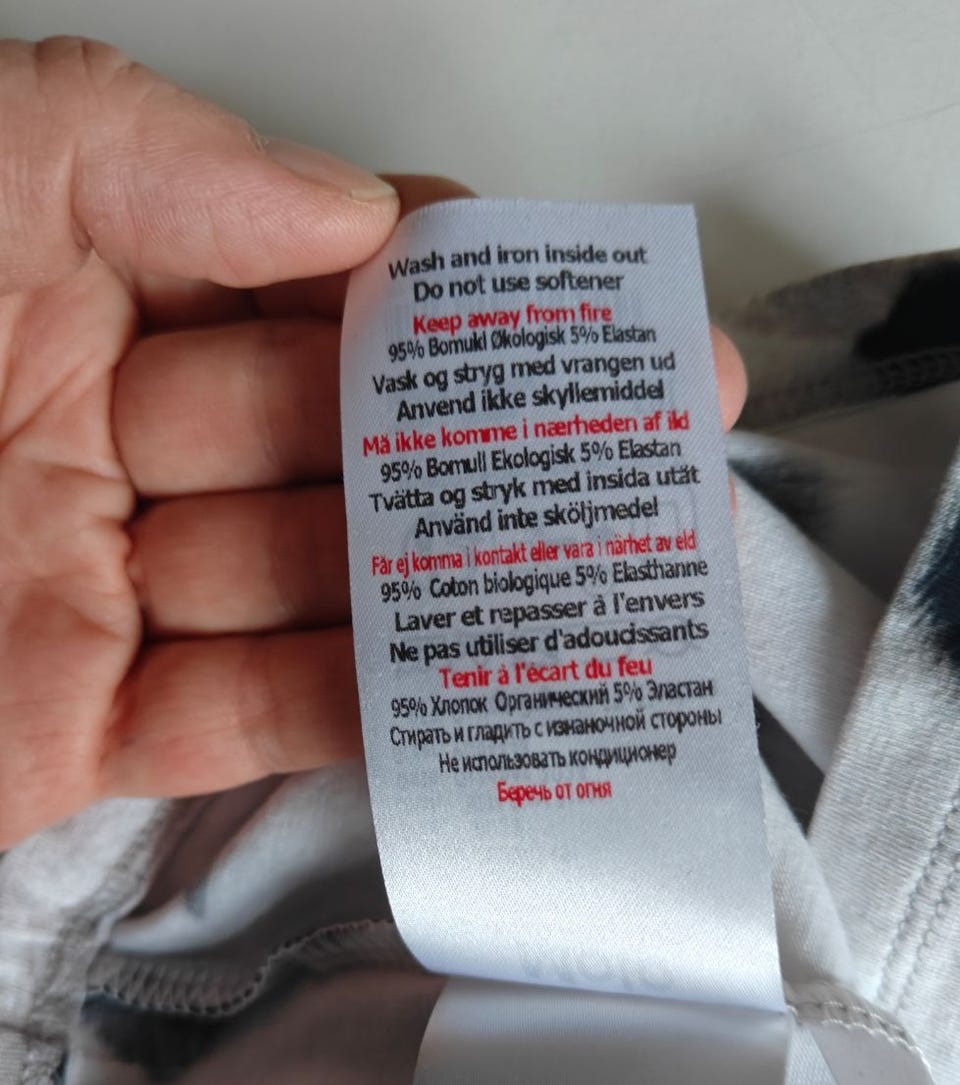 Wash and iron inside out
Do not use softener
Keep away from fire
95% Bomukl Økologisk 5% Elastan
Vask og stryg med vrangen ud
Anvend ikke skyllemiddel
Må ikke komme i nærheden af ild
95% Bomull Ekologisk 5% Elastan
Tvätta og stryk med insida utåt
Använd inte sköljmedel
Får ej komma i kontakt eller vara i närhet av eld
95% Coton biologique 5% Elasthanne
Laver et repasser à l'envers
Ne pas utiliser d'adoucissants
Tenir à l'écart du feu
95% Хлопок Органический 5% Эластан
Стирать и гладить с изнаночной стороны
Не использовать кондиционер
Беречь от огня